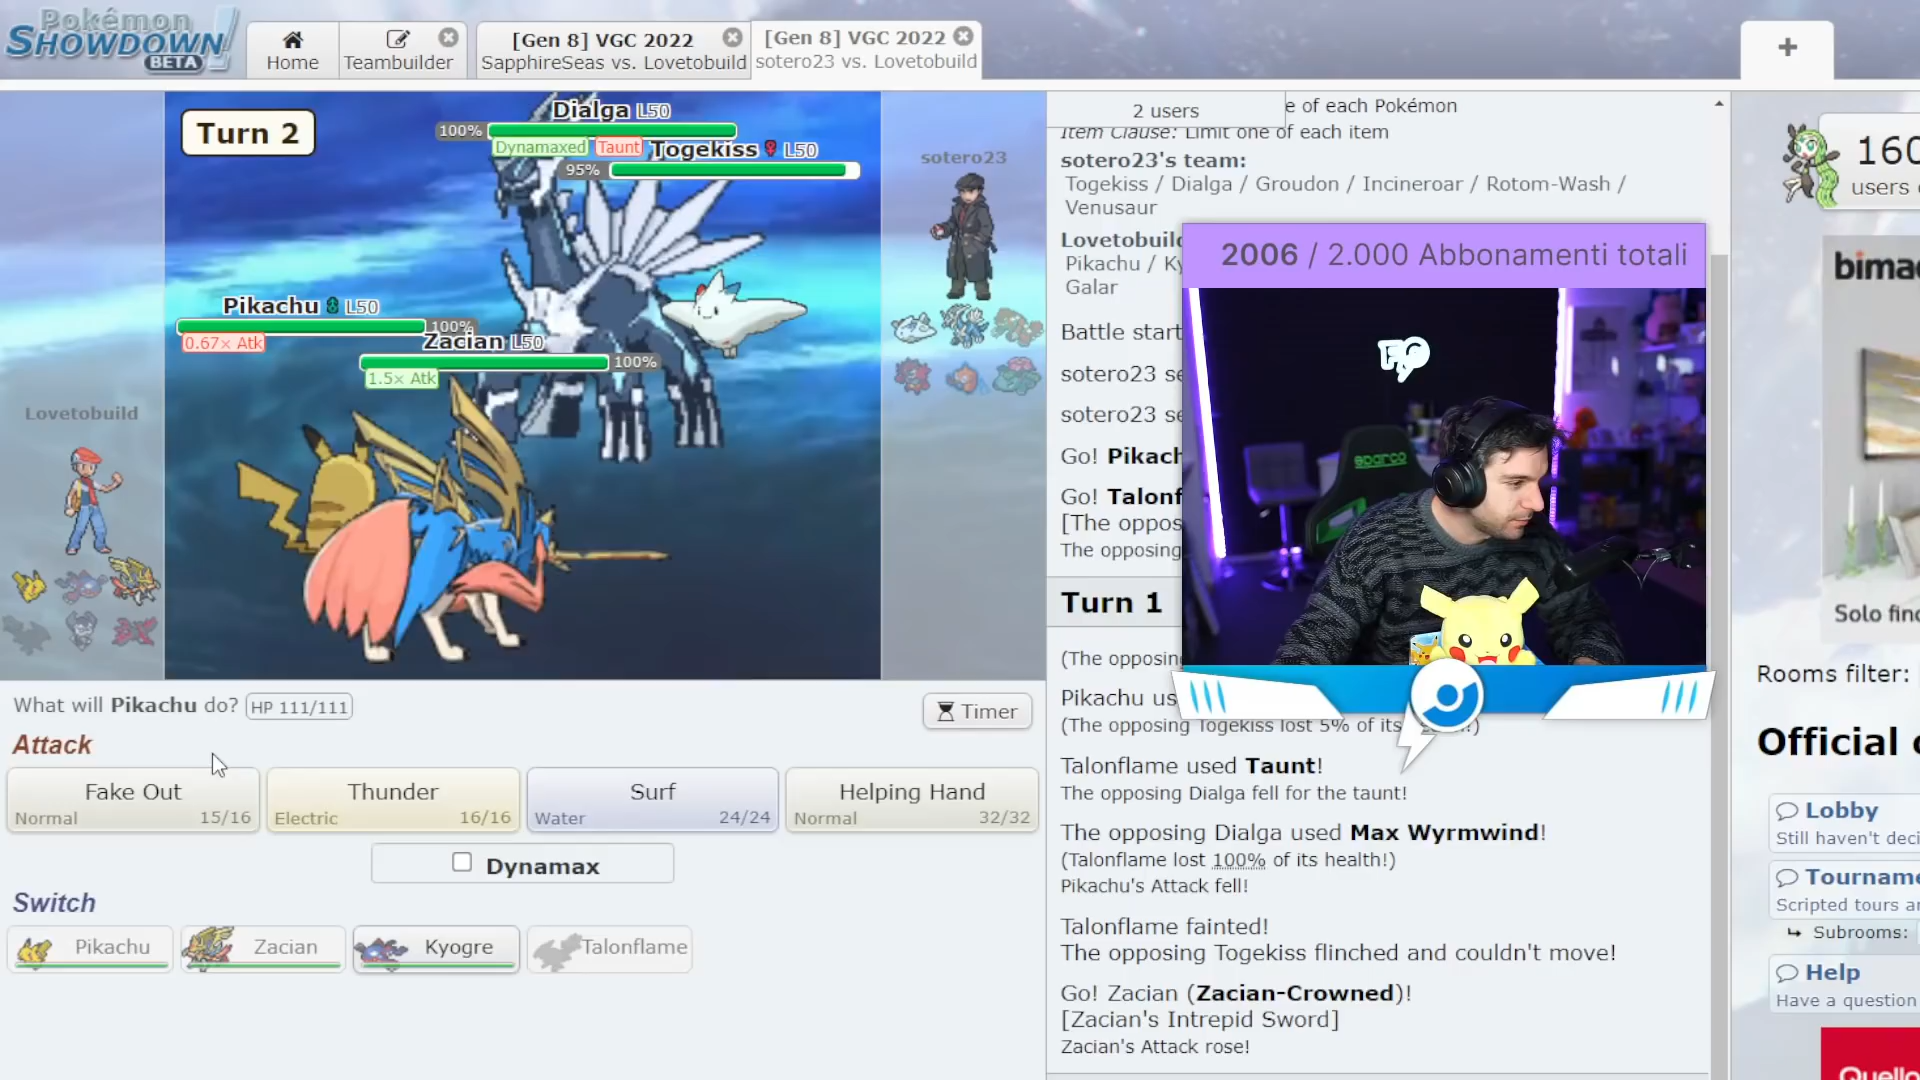 Pokémon
SHOWDOWN!
BETA
Home
Teambuilder
[Gen 8] VGC 2022
SapphireSeas vs. Lovetobuild
[Gen 8] VGC 2022
sotero23 vs. Lovetobuild
+
Turn 2
Dialga L50
100%
Dynamaxed Taunt
Togekiss L50
95%
Pikachu L50
100%
0.67× Atk
Zacian L50
100%
1.5× Atk
sotero23
Lovetobuild
What will Pikachu do? HP 111/111
Timer
Attack
Fake Out
Normal 15/16
Thunder
Electric 16/16
Surf
Water 24/24
Helping Hand
Normal 32/32
Dynamax
Switch
Pikachu
Zacian
Kyogre
Talonflame
2 users
e of each Pokémon
Item Clause: Limit one of each item
sotero23's team:
Togekiss / Dialga / Groudon / Incineroar / Rotom-Wash /
Venusaur
Lovetobuild
Pikachu / Ky
Galar
Battle start
sotero23 se
sotero23 se
Go! Pikach
Go! Talonf
[The oppos
The opposing
Turn 1
(The opposin
Pikachu us
(The opposing Togekiss lost 5% of its
Talonflame used Taunt!
The opposing Dialga fell for the taunt!
The opposing Dialga used Max Wyrmwind!
(Talonflame lost 100% of its health!)
Pikachu's Attack fell!
Talonflame fainted!
The opposing Togekiss flinched and couldn't move!
Go! Zacian (Zacian-Crowned)!
[Zacian's Intrepid Sword]
Zacian's Attack rose!
2006 / 2.000 Abbonamenti totali
sparco
160
users o
bima
Solo find
Rooms filter:
Official c
Lobby
Still haven't deci
Tourname
Scripted tours a
Subrooms:
Help
Have a question
Quello